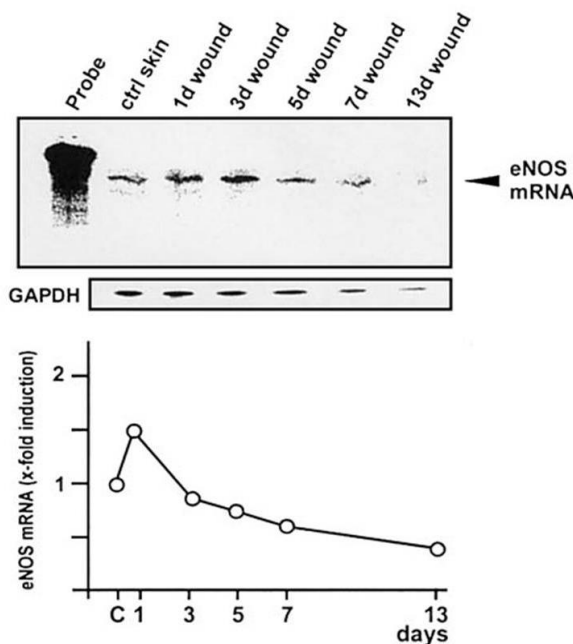 Probe
ctrl skin
1d wound
3d wound
5d wound
7d wound
13d wound
eNOS
mRNA
GAPDH
eNOS mRNA (x-fold induction)
2
1
C 1 3 5 7 13
days